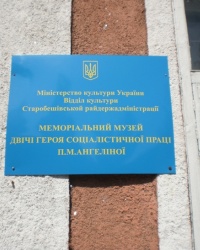 Міністерство культури України
Відділ культури
Старобешівської райдержадміністрації
МЕМОРІАЛЬНИЙ МУЗЕЙ
ДВІЧІ ГЕРОЯ СОЦІАЛІСТИЧНОЇ ПРАЦІ
П.М.АНГЕЛІНОЇ